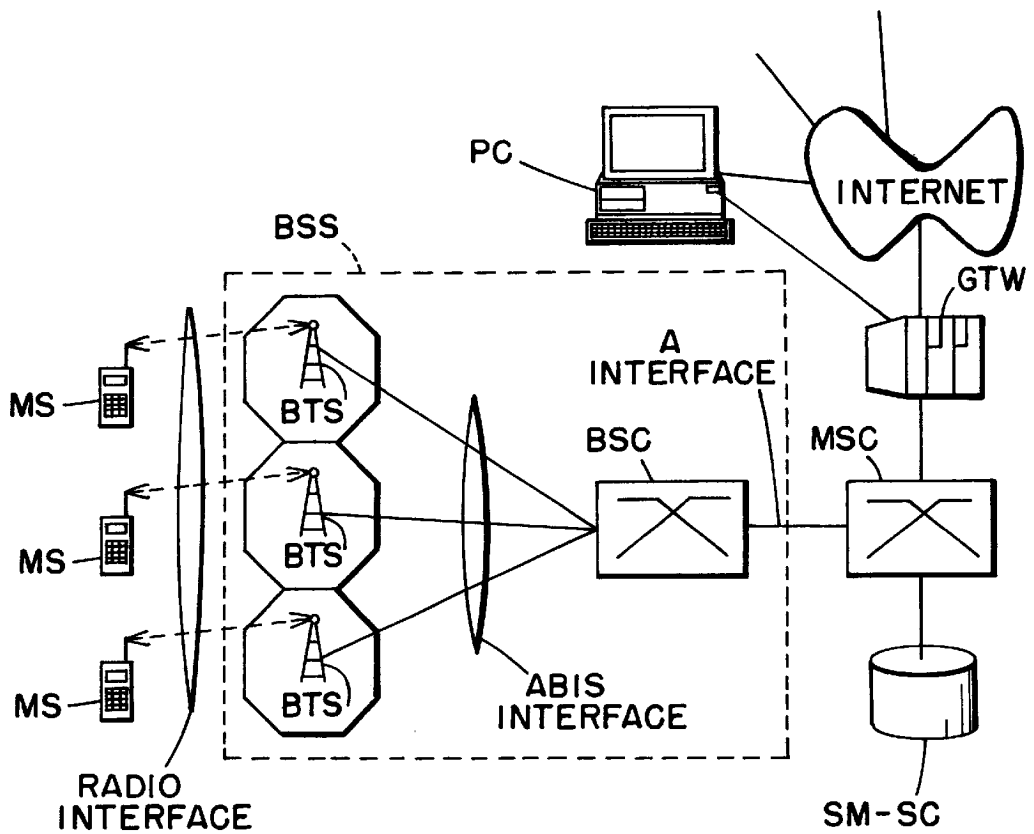 PC
INTERNET
BSS
GTW
A
INTERFACE
MS
BTS
BSC
MSC
MS
BTS
MS
BTS
ABIS
INTERFACE
RADIO
INTERFACE
SM-SC